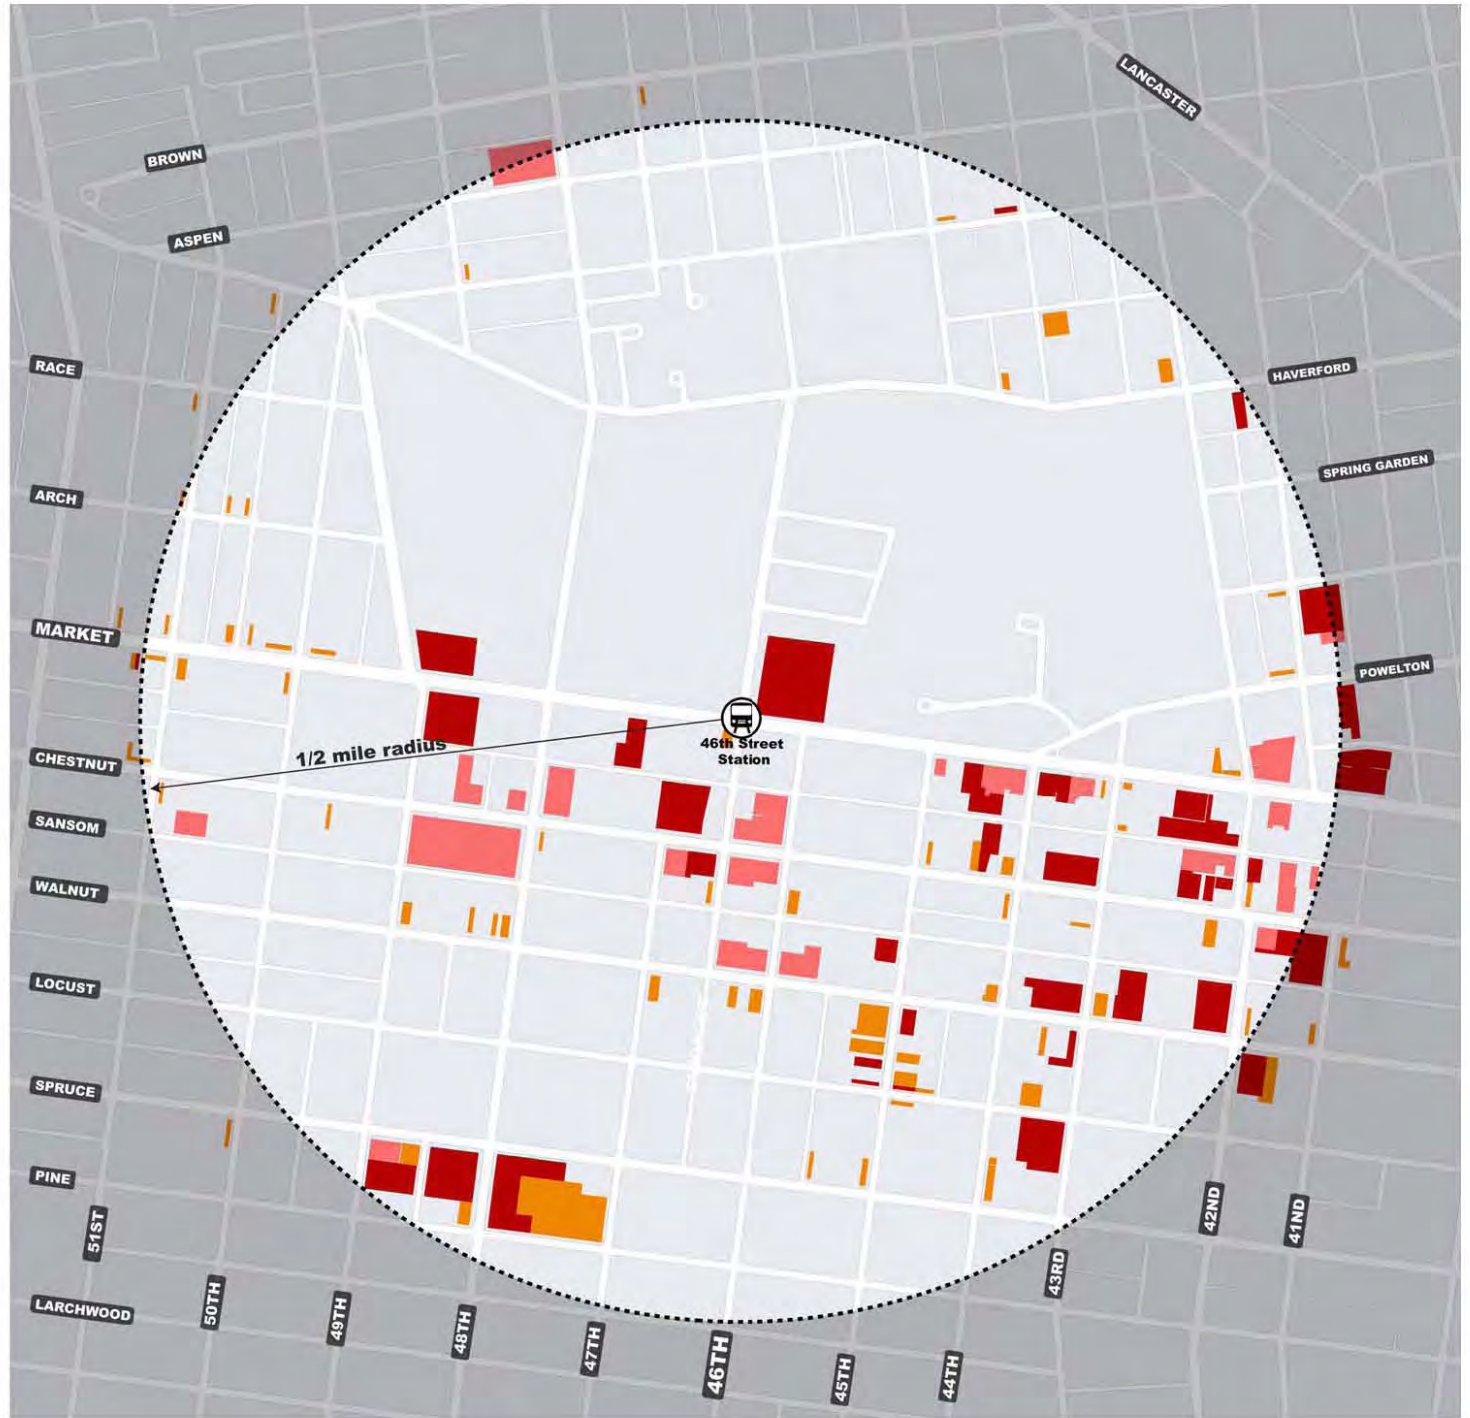 LANCASTER
BROWN
ASPEN
RACE
HAVERFORD
SPRING GARDEN
ARCH
MARKET
POWELTON
46th Street
Station
1/2 mile radius
CHESTNUT
SANSOM
WALNUT
LOCUST
SPRUCE
PINE
51ST
42ND
41ND
43RD
50TH
LARCHWOOD
49TH
48TH
47TH
46TH
45TH
44TH